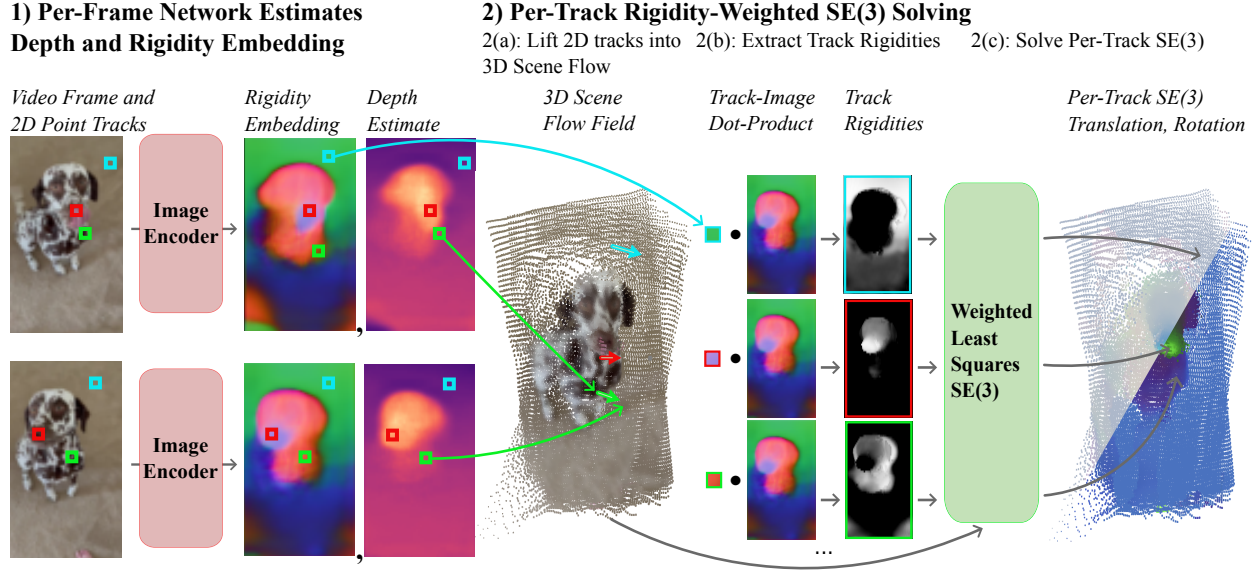 1) Per-Frame Network Estimates
Depth and Rigidity Embedding
2) Per-Track Rigidity-Weighted SE(3) Solving
2(a): Lift 2D tracks into
3D Scene Flow
2(b): Extract Track Rigidities
2(c): Solve Per-Track SE(3)
Video Frame and
2D Point Tracks
Rigidity
Embedding
Depth
Estimate
3D Scene
Flow Field
Track-Image
Dot-Product
Track
Rigidities
Per-Track SE(3)
Translation, Rotation
Image
Encoder
,
Image
Encoder
,
Weighted
Least
Squares
SE(3)
...